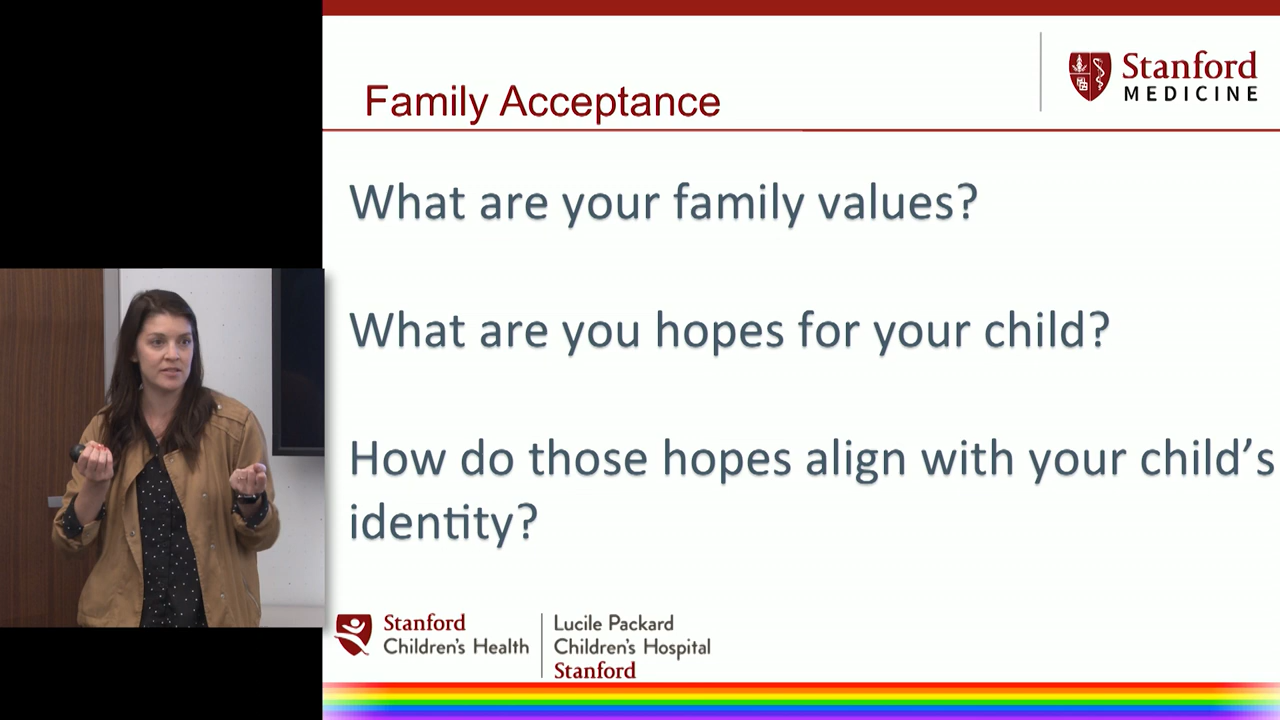 Family Acceptance
Stanford
MEDICINE
What are your family values?
What are you hopes for your child?
How do those hopes align with your child's
identity?
Stanford
Children's Health
Lucile Packard
Children's Hospital
Stanford